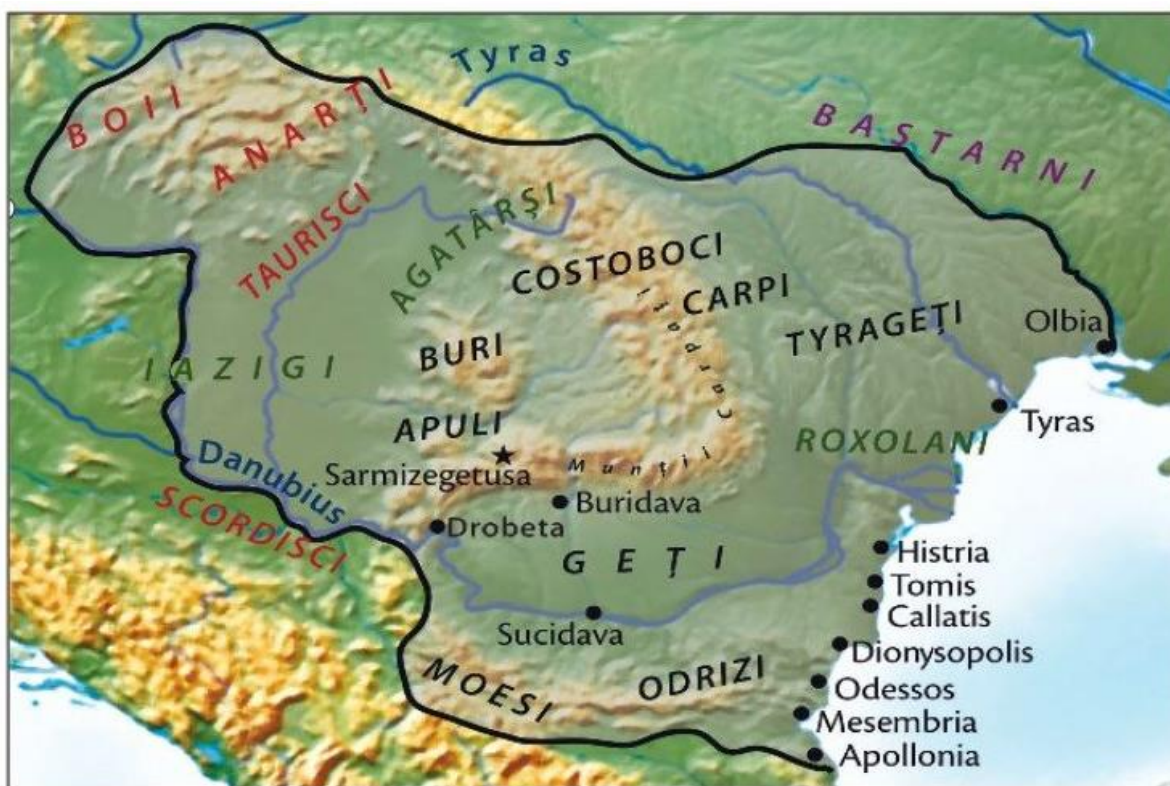 Tyras
BASTARNI
BOII
ANARȚI
TAURISCI
AGATÂRȘI
COSTOBOCI
CARPI
TYRAGEȚI
Olbia
IAZIGI
BURI
Tyras
APULI
ROXOLANI
Sarmizegetusa
Munții Carpați
Danubius
SCORDISCI
Buridava
Drobeta
GEȚI
Histria
Tomis
Callatis
Sucidava
Dionysopolis
MOESI
ODRIZI
Odessos
Mesembria
Apollonia